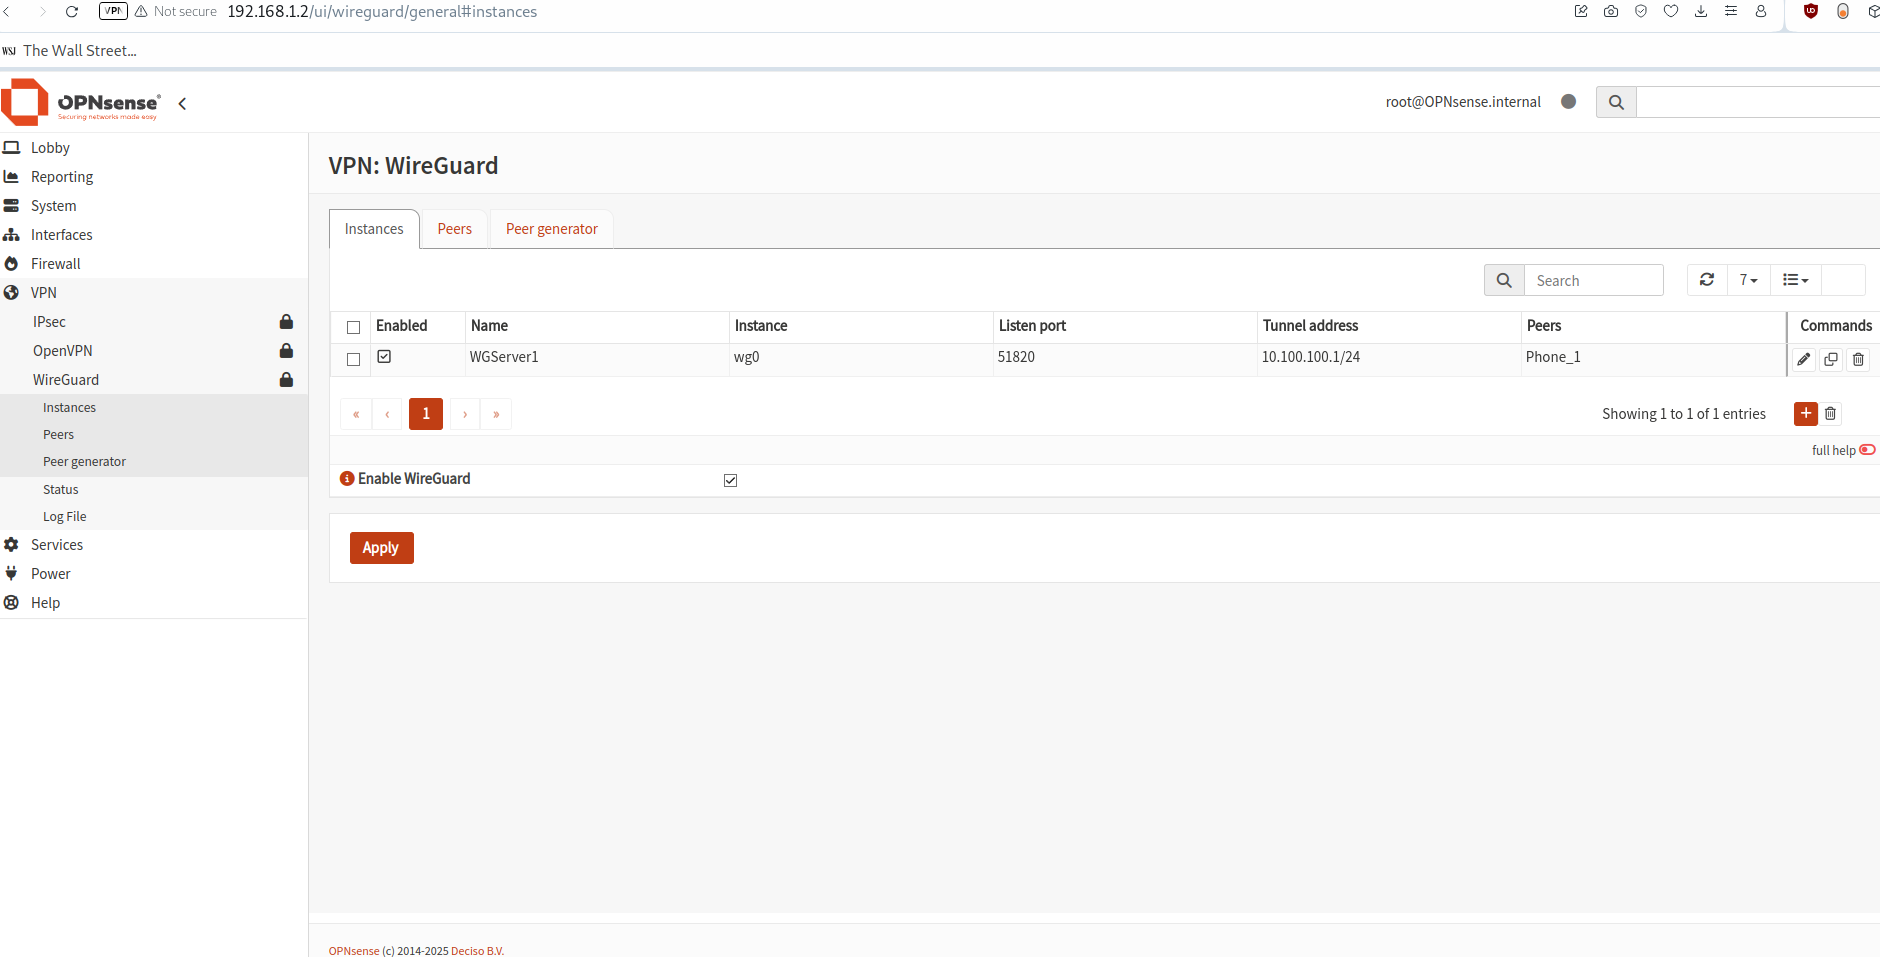 VPN Not secure 192.168.1.2/ui/wireguard/general#instances
WSJ The Wall Street...
OPNsense®
Securing networks made easy
root@OPNsense.internal
Lobby
Reporting
System
Interfaces
Firewall
VPN
IPsec
OpenVPN
WireGuard
Instances
Peers
Peer generator
Status
Log File
Services
Power
Help
VPN: WireGuard
Instances Peers Peer generator
Search 7
Enabled Name Instance Listen port Tunnel address Peers Commands
WGServer1 wg0 51820 10.100.100.1/24 Phone_1
« ‹ 1 › » Showing 1 to 1 of 1 entries
full help
Enable WireGuard
Apply
OPNsense (c) 2014-2025 Deciso B.V.